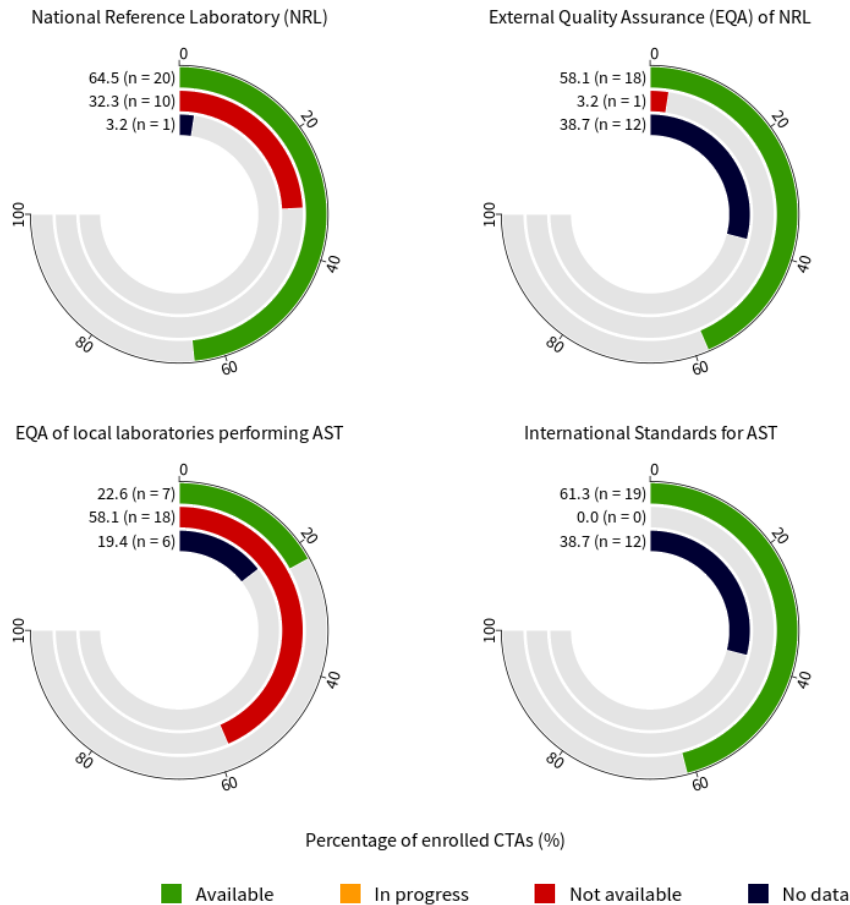 National Reference Laboratory (NRL)
0
64.5 (n = 20)
32.3 (n = 10)
3.2 (n = 1)
20
40
60
80
100
External Quality Assurance (EQA) of NRL
0
58.1 (n = 18)
3.2 (n = 1)
38.7 (n = 12)
20
40
60
80
100
EQA of local laboratories performing AST
0
22.6 (n = 7)
58.1 (n = 18)
19.4 (n = 6)
20
40
60
80
100
International Standards for AST
0
61.3 (n = 19)
0.0 (n = 0)
38.7 (n = 12)
20
40
60
80
100
Percentage of enrolled CTAs (%)
Available
In progress
Not available
No data